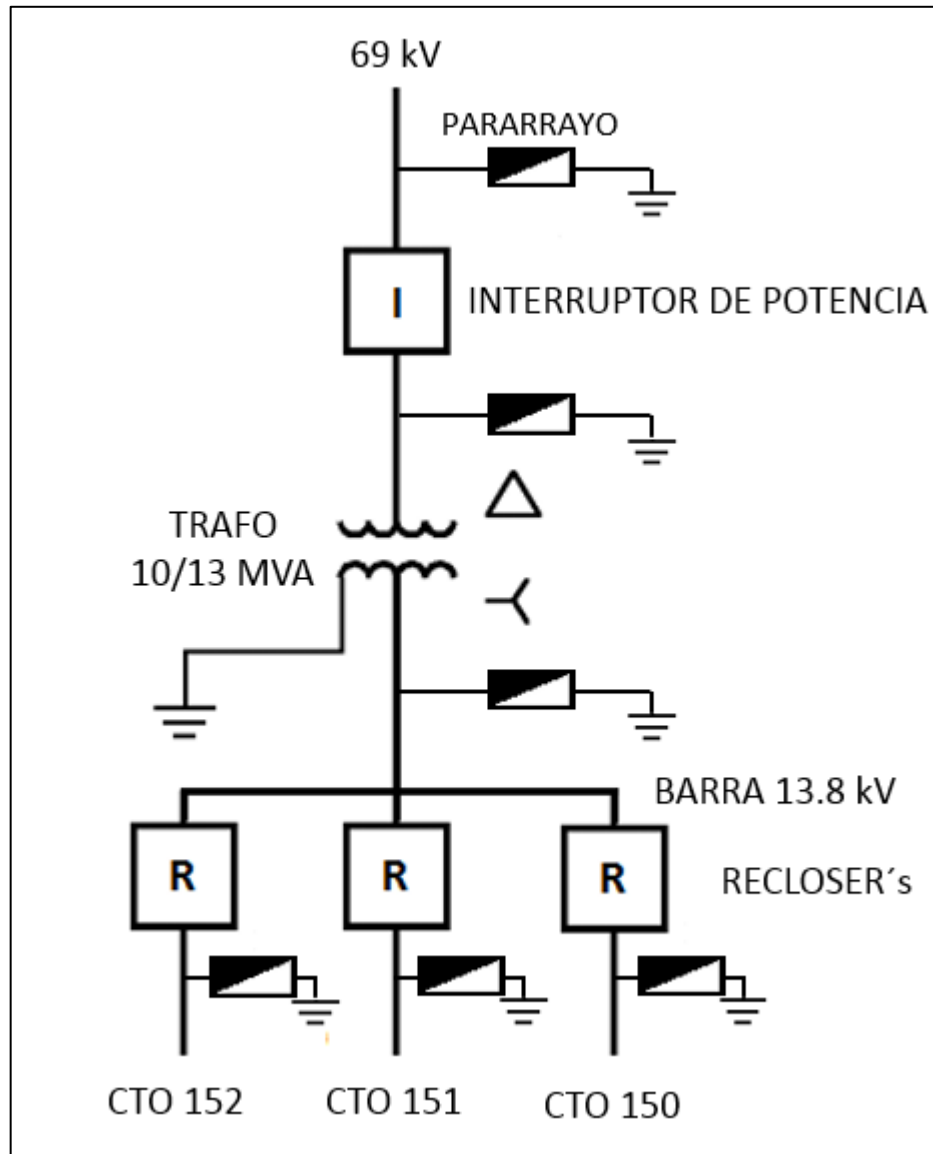 69 kV
PARARRAYO
I
INTERRUPTOR DE POTENCIA
TRAFO
10/13 MVA
BARRA 13.8 kV
R
R
R
RECLOSER´s
CTO 152
CTO 151
CTO 150